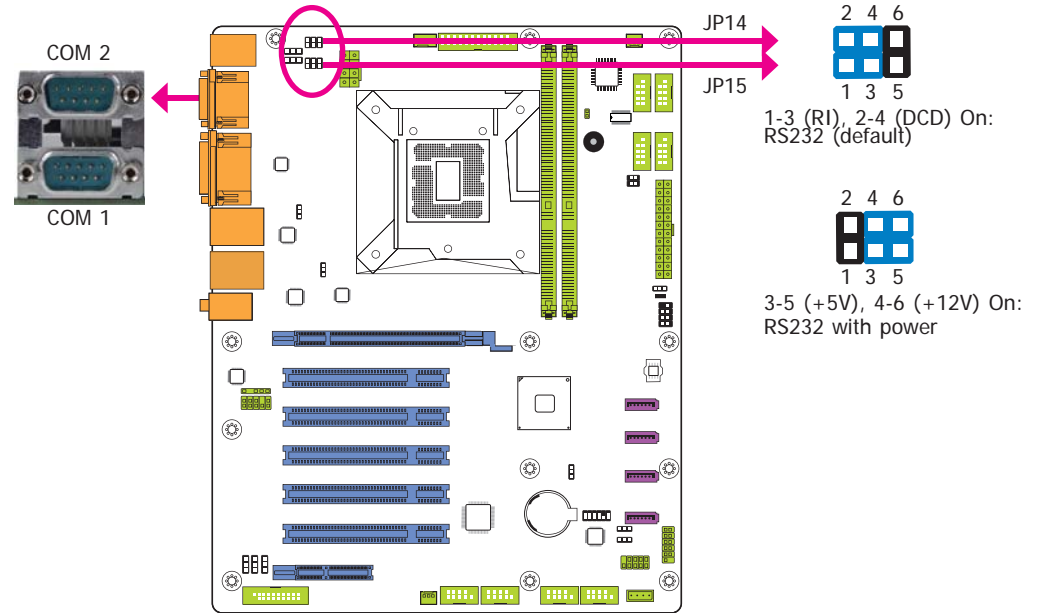 COM 2
COM 1
JP14
JP15
2 4 6
1 3 5
1-3 (RI), 2-4 (DCD) On:
RS232 (default)
2 4 6
1 3 5
3-5 (+5V), 4-6 (+12V) On:
RS232 with power